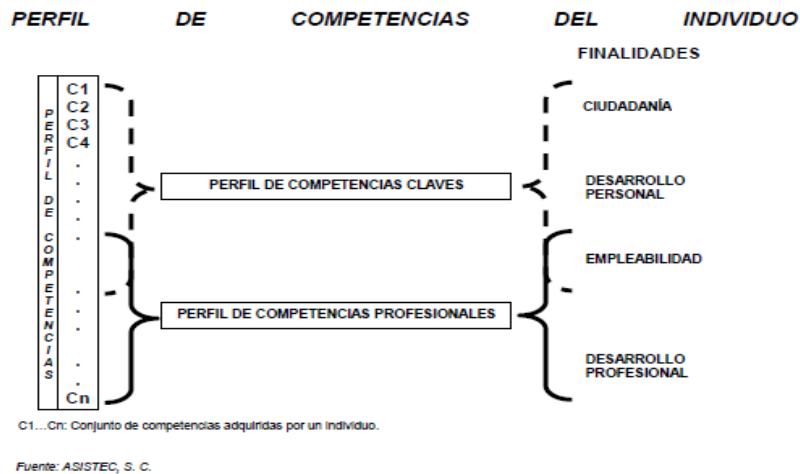 PERFIL DE COMPETENCIAS DEL INDIVIDUO
FINALIDADES
PERFIL DE COMPETENCIAS
C1
C2
C3
C4
.
.
.
.
.
.
.
.
.
.
Cn
PERFIL DE COMPETENCIAS CLAVES
PERFIL DE COMPETENCIAS PROFESIONALES
CIUDADANÍA
DESARROLLO
PERSONAL
EMPLEABILIDAD
DESARROLLO
PROFESIONAL
C1...Cn: Conjunto de competencias adquiridas por un individuo.
Fuente: ASISTEC, S. C.